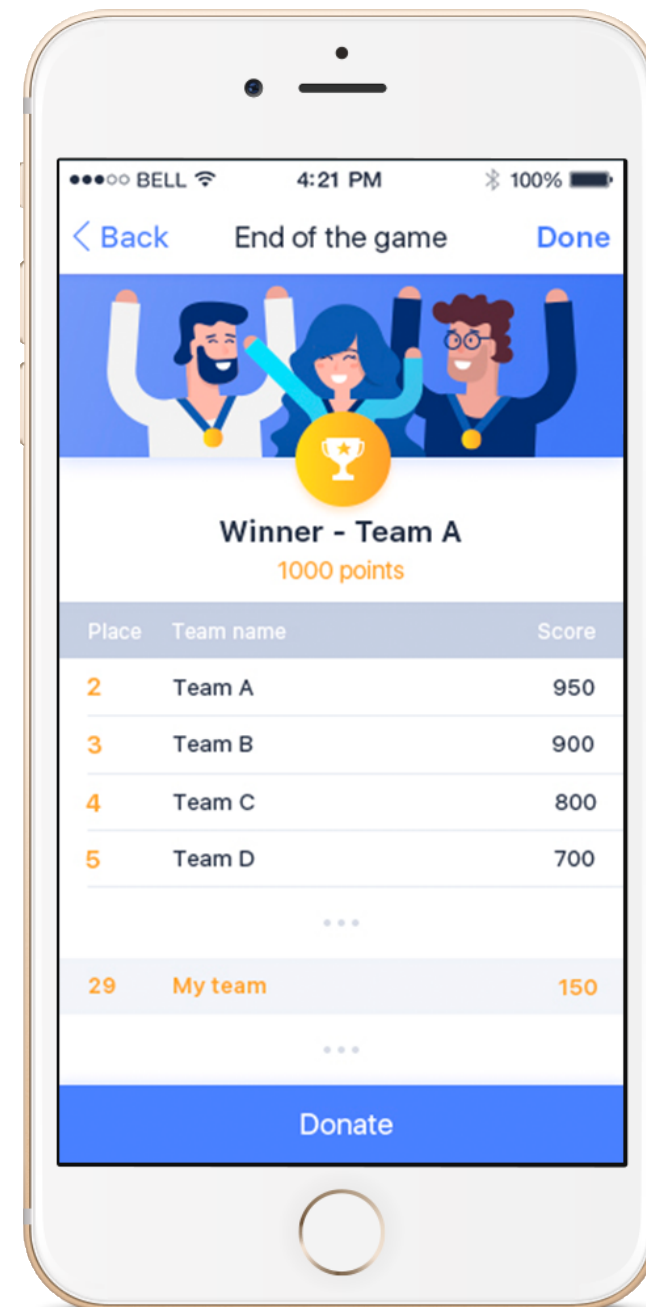 BELL 4:21 PM 100%
Back End of the game Done
Winner - Team A
1000 points
Place Team name Score
2 Team A 950
3 Team B 900
4 Team C 800
5 Team D 700
29 My team 150
Donate